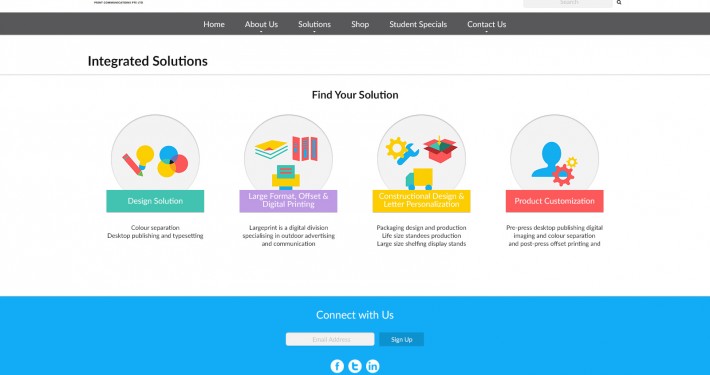 COMMUNICATIONS PTE LTD
Search
Home About Us Solutions Shop Student Specials Contact Us
Integrated Solutions
Find Your Solution
Design Solution
Colour separation
Desktop publishing and typesetting
Large Format, Offset &
Digital Printing
Largeprint is a digital division
specialising in outdoor advertising
and communication
Constructional Design &
Letter Personalization
Packaging design and production
Life size standees production
Large size shelfing display stands
Product Customization
Pre-press desktop publishing digital
imaging and colour separation
and post-press offset printing and
Connect with Us
Email Address Sign Up